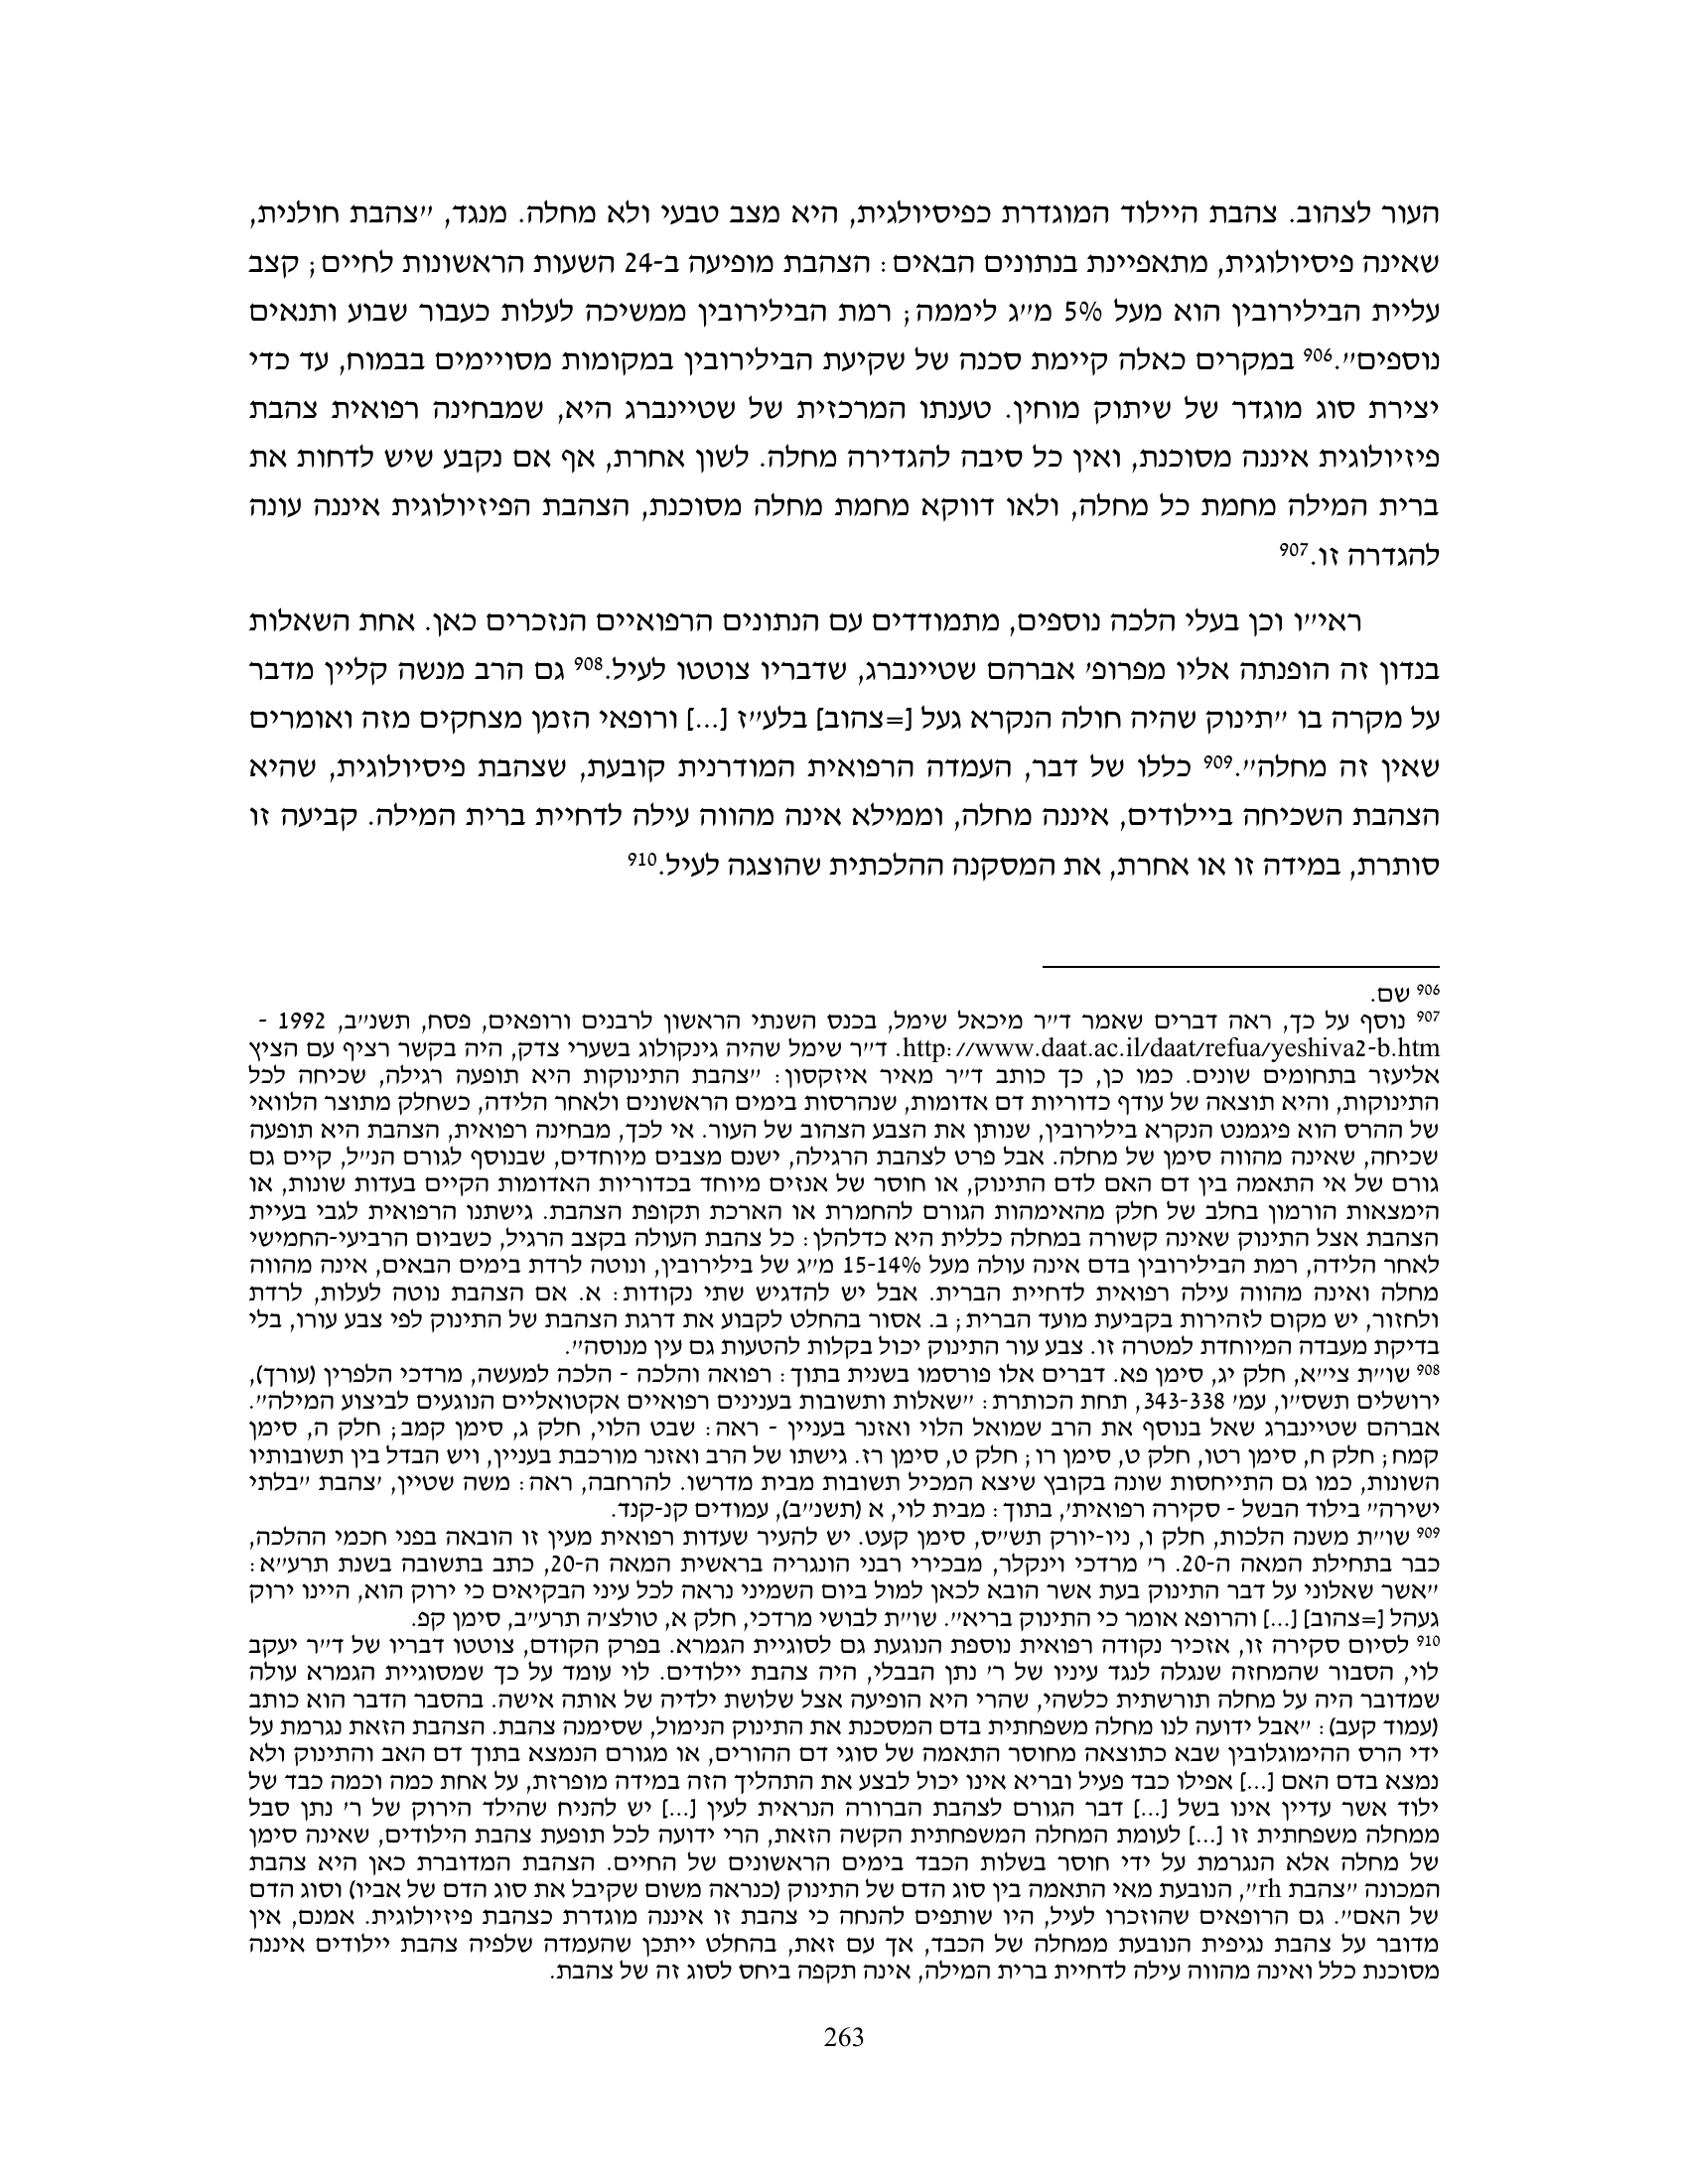 העור לצהוב. צהבת היילוד המוגדרת כפיסיולגית, היא מצב טבעי ולא מחלה. מנגד, ״צהבת חולנית,
שאינה פיסיולוגית, מתאפיינת בנתונים הבאים: הצהבת מופיעה ב-24 השעות הראשונות לחיים; קצב
עליית הבילירובין הוא מעל 5% מ״ג ליממה; רמת הבילירובין ממשיכה לעלות כעבור שבוע ותנאים
נוספים״.906 במקרים כאלה קיימת סכנה של שקיעת הבילירובין במקומות מסויימים בבמוח, עד כדי
יצירת סוג מוגדר של שיתוק מוחין. טענתו המרכזית של שטיינברג היא, שמבחינה רפואית צהבת
פיזיולוגית איננה מסוכנת, ואין כל סיבה להגדירה מחלה. לשון אחרת, אף אם נקבע שיש לדחות את
ברית המילה מחמת כל מחלה, ולאו דווקא מחמת מחלה מסוכנת, הצהבת הפיזיולוגית איננה עונה
להגדרה זו.907
ראי״ו וכן בעלי הלכה נוספים, מתמודדים עם הנתונים הרפואיים הנזכרים כאן. אחת השאלות
בנדון זה הופנתה אליו מפרופ׳ אברהם שטיינברג, שדבריו צוטטו לעיל.908 גם הרב מנשה קליין מדבר
על מקרה בו ״תינוק שהיה חולה הנקרא געל [=צהוב] בלע״ז [...] ורופאי הזמן מצחקים מזה ואומרים
שאין זה מחלה״.909 כללו של דבר, העמדה הרפואית המודרנית קובעת, שצהבת פיסיולוגית, שהיא
הצהבת השכיחה ביילודים, איננה מחלה, וממילא אינה מהווה עילה לדחיית ברית המילה. קביעה זו
סותרת, במידה זו או אחרת, את המסקנה ההלכתית שהוצגה לעיל.910
906 שם.
907 נוסף על כך, ראה דברים שאמר ד״ר מיכאל שימל, בכנס השנתי הראשון לרבנים ורופאים, פסח, תשנ״ב, 1992 -
http://www.daat.ac.il/daat/refua/yeshiva2-b.htm. ד״ר שימל שהיה גינקולוג בשערי צדק, היה בקשר רציף עם הציץ
אליעזר בתחומים שונים. כמו כן, כך כותב ד״ר מאיר איזקסון: ״צהבת התינוקות היא תופעה רגילה, שכיחה לכל
התינוקות, והיא תוצאה של עודף כדוריות דם אדומות, שנהרסות בימים הראשונים ולאחר הלידה, כשחלק מתוצר הלוואי
של ההרס הוא פיגמנט הנקרא בילירובין, שנותן את הצבע הצהוב של העור. אי לכך, מבחינה רפואית, הצהבת היא תופעה
שכיחה, שאינה מהווה סימן של מחלה. אבל פרט לצהבת הרגילה, ישנם מצבים מיוחדים, שבנוסף לגורם הנ״ל, קיים גם
גורם של אי התאמה בין דם האם לדם התינוק, או חוסר של אנזים מיוחד בכדוריות האדומות הקיים בעדות שונות, או
הימצאות הורמון בחלב של חלק מהאימהות הגורם להחמרת או הארכת תקופת הצהבת. גישתנו הרפואית לגבי בעיית
הצהבת אצל התינוק שאינה קשורה במחלה כללית היא כדלהלן: כל צהבת העולה בקצב הרגיל, כשביום הרביעי-החמישי
לאחר הלידה, רמת הבילירובין בדם אינה עולה מעל 15-14% מ״ג של בילירובין, ונוטה לרדת בימים הבאים, אינה מהווה
מחלה ואינה מהווה עילה רפואית לדחיית הברית. אבל יש להדגיש שתי נקודות: א. אם הצהבת נוטה לעלות, לרדת
ולחזור, יש מקום לזהירות בקביעת מועד הברית; ב. אסור בהחלט לקבוע את דרגת הצהבת של התינוק לפי צבע עורו, בלי
בדיקת מעבדה המיוחדת למטרה זו. צבע עור התינוק יכול בקלות להטעות גם עין מנוסה״.
908 שו״ת צי״א, חלק יג, סימן פא. דברים אלו פורסמו בשנית בתוך: רפואה והלכה - הלכה למעשה, מרדכי הלפרין (עורך),
ירושלים תשס״ו, עמ׳ 343-338, תחת הכותרת: ״שאלות ותשובות בענינים רפואיים אקטואליים הנוגעים לביצוע המילה״.
אברהם שטיינברג שאל בנוסף את הרב שמואל הלוי ואזנר בעניין - ראה: שבט הלוי, חלק ג, סימן קמב; חלק ה, סימן
קמח; חלק ח, סימן רטו, חלק ט, סימן רו; חלק ט, סימן רז. גישתו של הרב ואזנר מורכבת בעניין, ויש הבדל בין תשובותיו
השונות, כמו גם התייחסות שונה בקובץ שיצא המכיל תשובות מבית מדרשו. להרחבה, ראה: משה שטיין, ׳צהבת ״בלתי
ישירה״ בילוד הבשל - סקירה רפואית׳, בתוך: מבית לוי, א (תשנ״ב), עמודים קנ-קנד.
909 שו״ת משנה הלכות, חלק ו, ניו-יורק תש״ס, סימן קעט. יש להעיר שעדות רפואית מעין זו הובאה בפני חכמי ההלכה,
כבר בתחילת המאה ה-20. ר׳ מרדכי וינקלר, מבכירי רבני הונגריה בראשית המאה ה-20, כתב בתשובה בשנת תרע״א:
״אשר שאלוני על דבר התינוק בעת אשר הובא לכאן למול ביום השמיני נראה לכל עיני הבקיאים כי ירוק הוא, היינו ירוק
געהל [=צהוב] [...] והרופא אומר כי התינוק בריא״. שו״ת לבושי מרדכי, חלק א, טולצ׳ה תרע״ב, סימן קפ.
910 לסיום סקירה זו, אזכיר נקודה רפואית נוספת הנוגעת גם לסוגיית הגמרא. בפרק הקודם, צוטטו דבריו של ד״ר יעקב
לוי, הסבור שהמחזה שנגלה לנגד עיניו של ר׳ נתן הבבלי, היה צהבת יילודים. לוי עומד על כך שמסוגיית הגמרא עולה
שמדובר היה על מחלה תורשתית כלשהי, שהרי היא הופיעה אצל שלושת ילדיה של אותה אישה. בהסבר הדבר הוא כותב
(עמוד קעב): ״אבל ידועה לנו מחלה משפחתית בדם המסכנת את התינוק הנימול, שסימנה צהבת. הצהבת הזאת נגרמת על
ידי הרס ההימוגלובין שבא כתוצאה מחוסר התאמה של סוגי דם ההורים, או מגורם הנמצא בתוך דם האב והתינוק ולא
נמצא בדם האם [...] אפילו כבד פעיל ובריא אינו יכול לבצע את התהליך הזה במידה מופרזת, על אחת כמה וכמה כבד של
ילוד אשר עדיין אינו בשל [...] דבר הגורם לצהבת הברורה הנראית לעין [...] יש להניח שהילד הירוק של ר׳ נתן סבל
ממחלה משפחתית זו [...] לעומת המחלה המשפחתית הקשה הזאת, הרי ידועה לכל תופעת צהבת הילודים, שאינה סימן
של מחלה אלא הנגרמת על ידי חוסר בשלות הכבד בימים הראשונים של החיים. הצהבת המדוברת כאן היא צהבת
המכונה ״צהבת rh״, הנובעת מאי התאמה בין סוג הדם של התינוק (כנראה משום שקיבל את סוג הדם של אביו) וסוג הדם
של האם״. גם הרופאים שהוזכרו לעיל, היו שותפים להנחה כי צהבת זו איננה מוגדרת כצהבת פיזיולוגית. אמנם, אין
מדובר על צהבת נגיפית הנובעת ממחלה של הכבד, אך עם זאת, בהחלט ייתכן שהעמדה שלפיה צהבת יילודים איננה
מסוכנת כלל ואינה מהווה עילה לדחיית ברית המילה, אינה תקפה ביחס לסוג זה של צהבת.
263